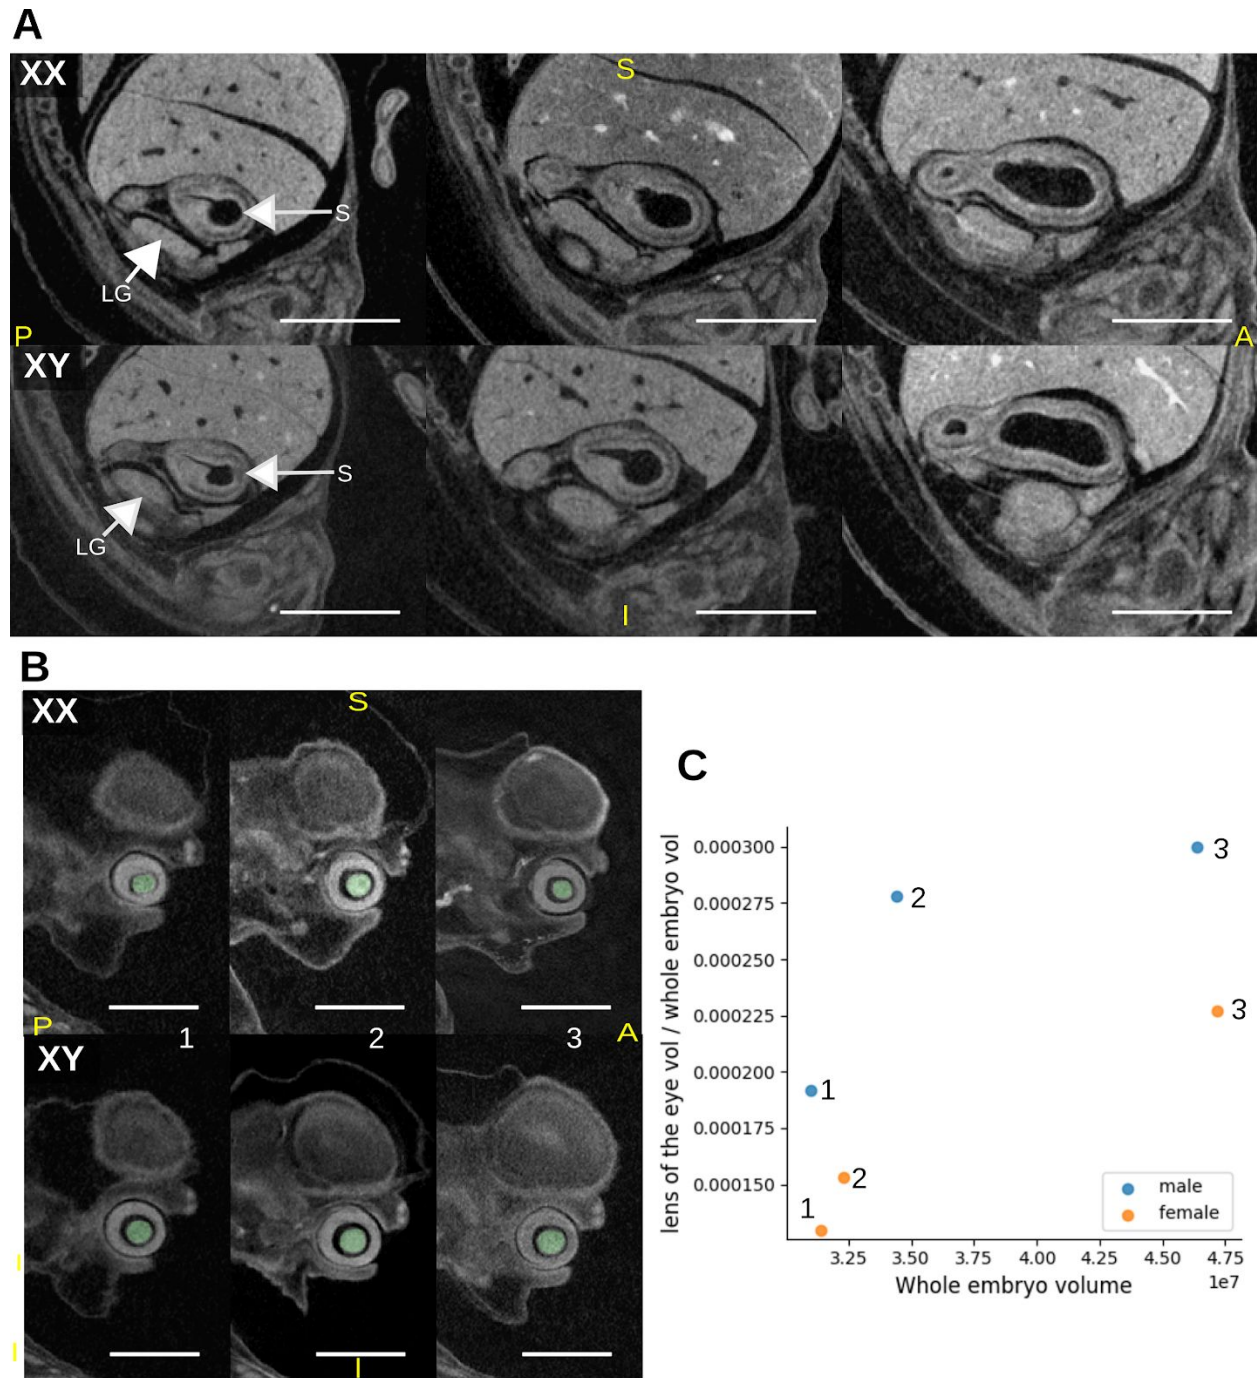 A
XX
S
S
LG
P
A
XY
S
LG
I
B
XX
S
P
1
2
3
A
XY
I
I
I
C
lens of the eye vol / whole embryo vol
0.000300
0.000275
0.000250
0.000225
0.000200
0.000175
0.000150
3
2
3
1
2
1
male
female
3.25 3.50 3.75 4.00 4.25 4.50 4.75
1e7
Whole embryo volume